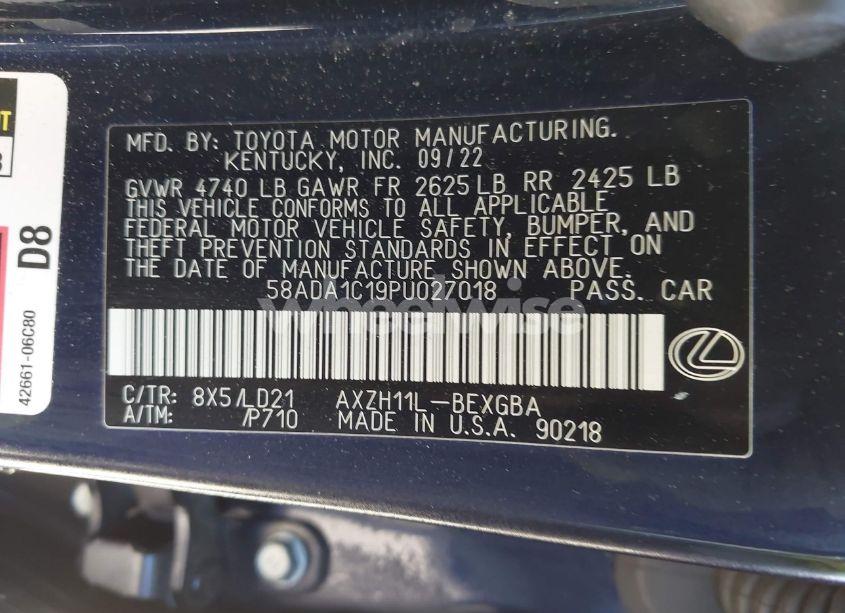 MFD. BY: TOYOTA MOTOR MANUFACTURING.
KENTUCKY, INC. 09/22
GVWR 4740 LB GAWR FR 2625 LB RR 2425 LB
THIS VEHICLE CONFORMS TO ALL APPLICABLE
FEDERAL MOTOR VEHICLE SAFETY, BUMPER, AND
THEFT PREVENTION STANDARDS IN EFFECT ON
THE DATE OF MANUFACTURE SHOWN ABOVE.
58ADA1C19PU027018 PASS. CAR
wheelwise
C/TR: 8X5/LD21 AXZH11L-BEXGBA
A/TM: /P710 MADE IN U.S.A. 90218
D8
42661-06C80